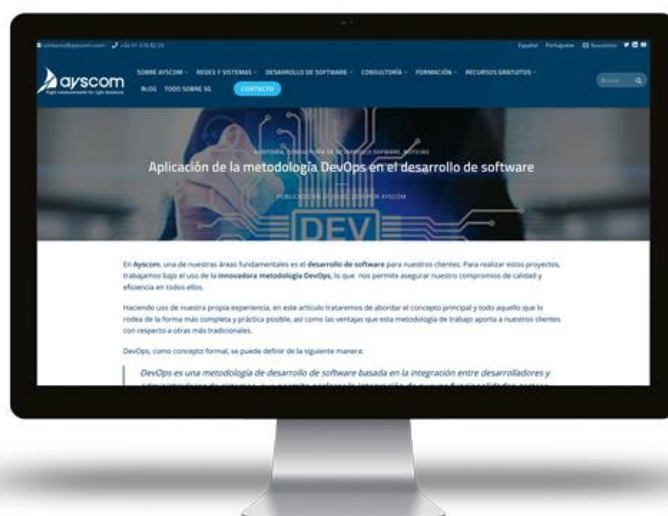 Español Portuguese Newsletter
SOBRE AYSCOM REDES Y SISTEMAS DESARROLLO DE SOFTWARE CONSULTORÍA FORMACIÓN RECURSOS GRATUITOS
ayscom
Buscar
BLOG TODO SOBRE 5G CONTACTO
Aplicación de la metodología DevOps en el desarrollo de software
POR AYSCOM
DEV
En Ayscom, una de nuestras áreas fundamentales es el desarrollo de software para nuestros clientes. Para realizar estos proyectos,
trabajamos bajo el uso de la innovadora metodología DevOps, lo que nos permite asegurar nuestro compromiso de calidad y
eficiencia en todos ellos.
Haciendo uso de nuestra propia experiencia, en este artículo trataremos de abordar el concepto principal y todo aquello que lo
rodea de la forma más completa y práctica posible, así como las ventajas que esta metodología de trabajo aporta a nuestros clientes
con respecto a otras más tradicionales.
DevOps, como concepto formal, se puede definir de la siguiente manera:
DevOps es una metodología de desarrollo de software basada en la integración entre desarrolladores y